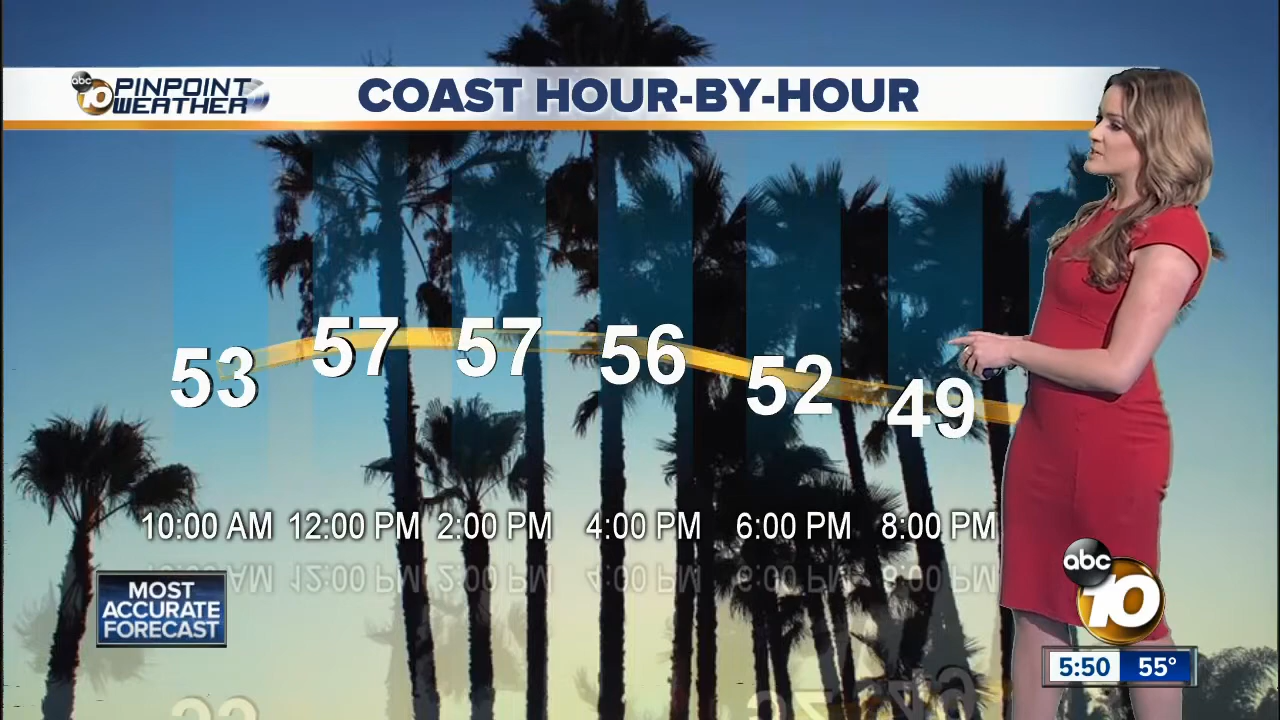 abc
10
PINPOINT
WEATHER
COAST HOUR-BY-HOUR
53 57 57 56 52 49
10:00 AM 12:00 PM 2:00 PM 4:00 PM 6:00 PM 8:00 PM
MOST
ACCURATE
FORECAST
abc
10
5:50 55°